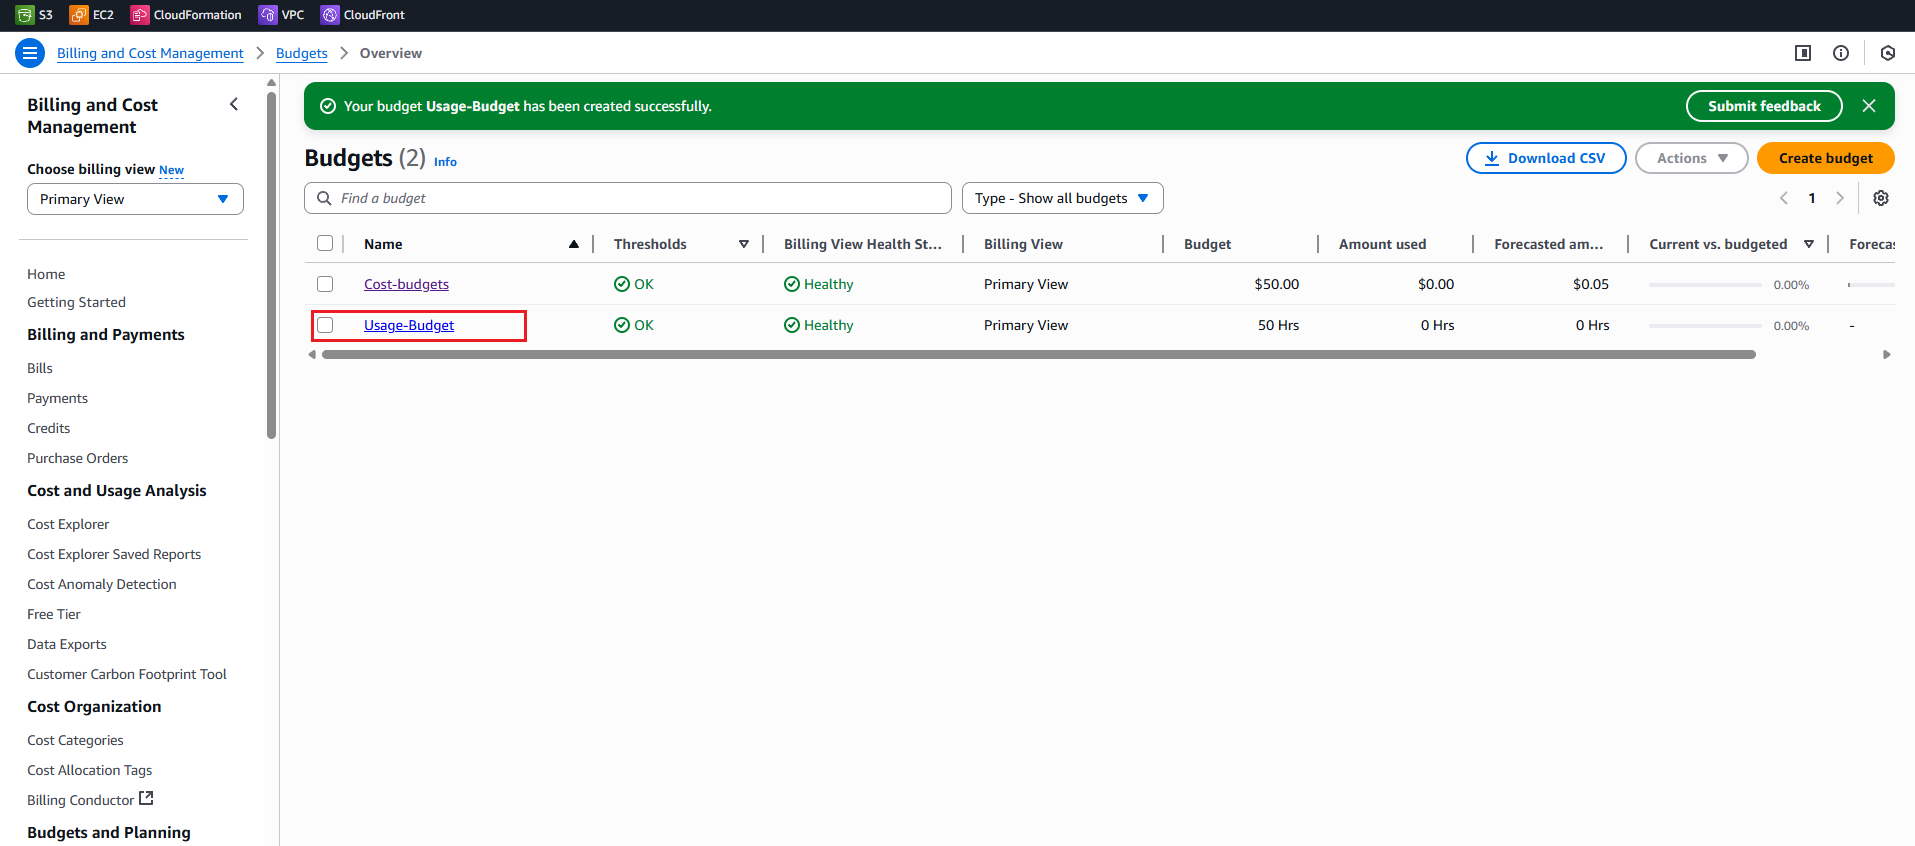 S3 EC2 CloudFormation VPC CloudFront
Billing and Cost Management Budgets Overview
Billing and Cost
Management
Choose billing view New
Primary View
Home
Getting Started
Billing and Payments
Bills
Payments
Credits
Purchase Orders
Cost and Usage Analysis
Cost Explorer
Cost Explorer Saved Reports
Cost Anomaly Detection
Free Tier
Data Exports
Customer Carbon Footprint Tool
Cost Organization
Cost Categories
Cost Allocation Tags
Billing Conductor
Budgets and Planning
Your budget Usage-Budget has been created successfully. Submit feedback
Budgets (2) Info Download CSV Actions Create budget
Find a budget Type - Show all budgets 1
Name Thresholds Billing View Health St... Billing View Budget Amount used Forecasted am... Current vs. budgeted Forecas
Cost-budgets OK Healthy Primary View $50.00 $0.00 $0.05 0.00%
Usage-Budget OK Healthy Primary View 50 Hrs 0 Hrs 0 Hrs 0.00% -